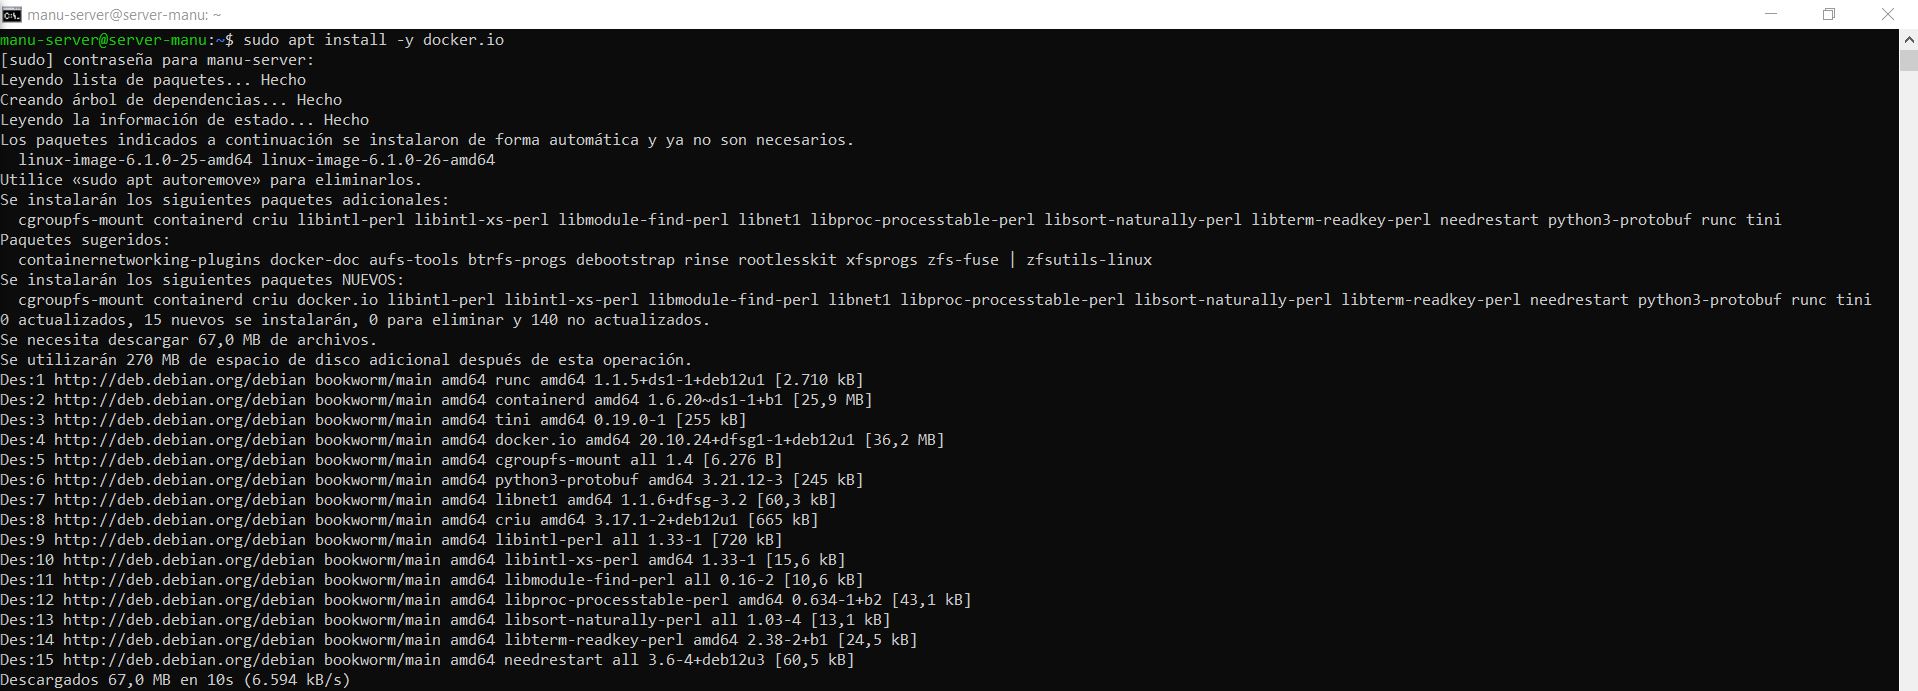 manu-server@server-manu: ~
manu-server@server-manu:~$ sudo apt install -y docker.io
[sudo] contraseña para manu-server:
Leyendo lista de paquetes... Hecho
Creando árbol de dependencias... Hecho
Leyendo la información de estado... Hecho
Los paquetes indicados a continuación se instalaron de forma automática y ya no son necesarios.
  linux-image-6.1.0-25-amd64 linux-image-6.1.0-26-amd64
Utilice «sudo apt autoremove» para eliminarlos.
Se instalarán los siguientes paquetes adicionales:
  cgroupfs-mount containerd criu libintl-perl libintl-xs-perl libmodule-find-perl libnet1 libproc-processtable-perl libsort-naturally-perl libterm-readkey-perl needrestart python3-protobuf runc tini
Paquetes sugeridos:
  containernetworking-plugins docker-doc aufs-tools btrfs-progs debootstrap rinse rootlesskit xfsprogs zfs-fuse | zfsutils-linux
Se instalarán los siguientes paquetes NUEVOS:
  cgroupfs-mount containerd criu docker.io libintl-perl libintl-xs-perl libmodule-find-perl libnet1 libproc-processtable-perl libsort-naturally-perl libterm-readkey-perl needrestart python3-protobuf runc tini
0 actualizados, 15 nuevos se instalarán, 0 para eliminar y 140 no actualizados.
Se necesita descargar 67,0 MB de archivos.
Se utilizarán 270 MB de espacio de disco adicional después de esta operación.
Des:1 http://deb.debian.org/debian bookworm/main amd64 runc amd64 1.1.5+ds1-1+deb12u1 [2.710 kB]
Des:2 http://deb.debian.org/debian bookworm/main amd64 containerd amd64 1.6.20~ds1-1+b1 [25,9 MB]
Des:3 http://deb.debian.org/debian bookworm/main amd64 tini amd64 0.19.0-1 [255 kB]
Des:4 http://deb.debian.org/debian bookworm/main amd64 docker.io amd64 20.10.24+dfsg1-1+deb12u1 [36,2 MB]
Des:5 http://deb.debian.org/debian bookworm/main amd64 cgroupfs-mount all 1.4 [6.276 B]
Des:6 http://deb.debian.org/debian bookworm/main amd64 python3-protobuf amd64 3.21.12-3 [245 kB]
Des:7 http://deb.debian.org/debian bookworm/main amd64 libnet1 amd64 1.1.6+dfsg-3.2 [60,3 kB]
Des:8 http://deb.debian.org/debian bookworm/main amd64 criu amd64 3.17.1-2+deb12u1 [665 kB]
Des:9 http://deb.debian.org/debian bookworm/main amd64 libintl-perl all 1.33-1 [720 kB]
Des:10 http://deb.debian.org/debian bookworm/main amd64 libintl-xs-perl amd64 1.33-1 [15,6 kB]
Des:11 http://deb.debian.org/debian bookworm/main amd64 libmodule-find-perl all 0.16-2 [10,6 kB]
Des:12 http://deb.debian.org/debian bookworm/main amd64 libproc-processtable-perl amd64 0.634-1+b2 [43,1 kB]
Des:13 http://deb.debian.org/debian bookworm/main amd64 libsort-naturally-perl all 1.03-4 [13,1 kB]
Des:14 http://deb.debian.org/debian bookworm/main amd64 libterm-readkey-perl amd64 2.38-2+b1 [24,5 kB]
Des:15 http://deb.debian.org/debian bookworm/main amd64 needrestart all 3.6-4+deb12u3 [60,5 kB]
Descargados 67,0 MB en 10s (6.594 kB/s)